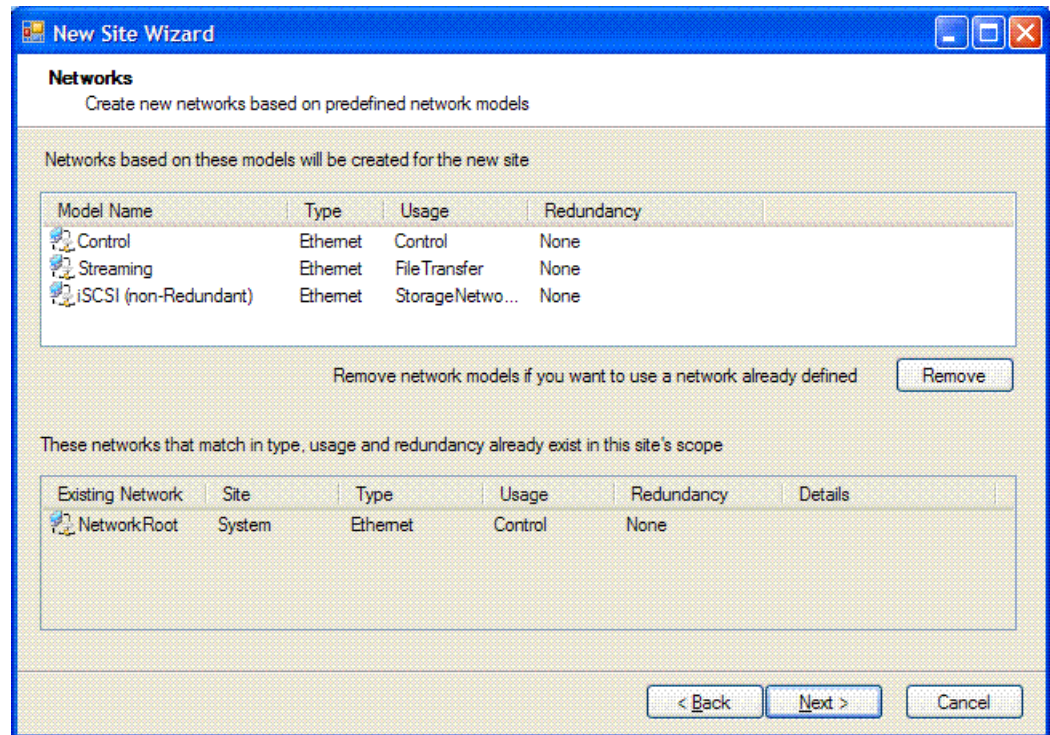 New Site Wizard
Networks
Create new networks based on predefined network models
Networks based on these models will be created for the new site
Model Name Type Usage Redundancy
Control Ethernet Control None
Streaming Ethernet FileTransfer None
iSCSI (non-Redundant) Ethernet StorageNetwo... None
Remove network models if you want to use a network already defined Remove
These networks that match in type, usage and redundancy already exist in this site's scope
Existing Network Site Type Usage Redundancy Details
NetworkRoot System Ethernet Control None
< Back Next > Cancel